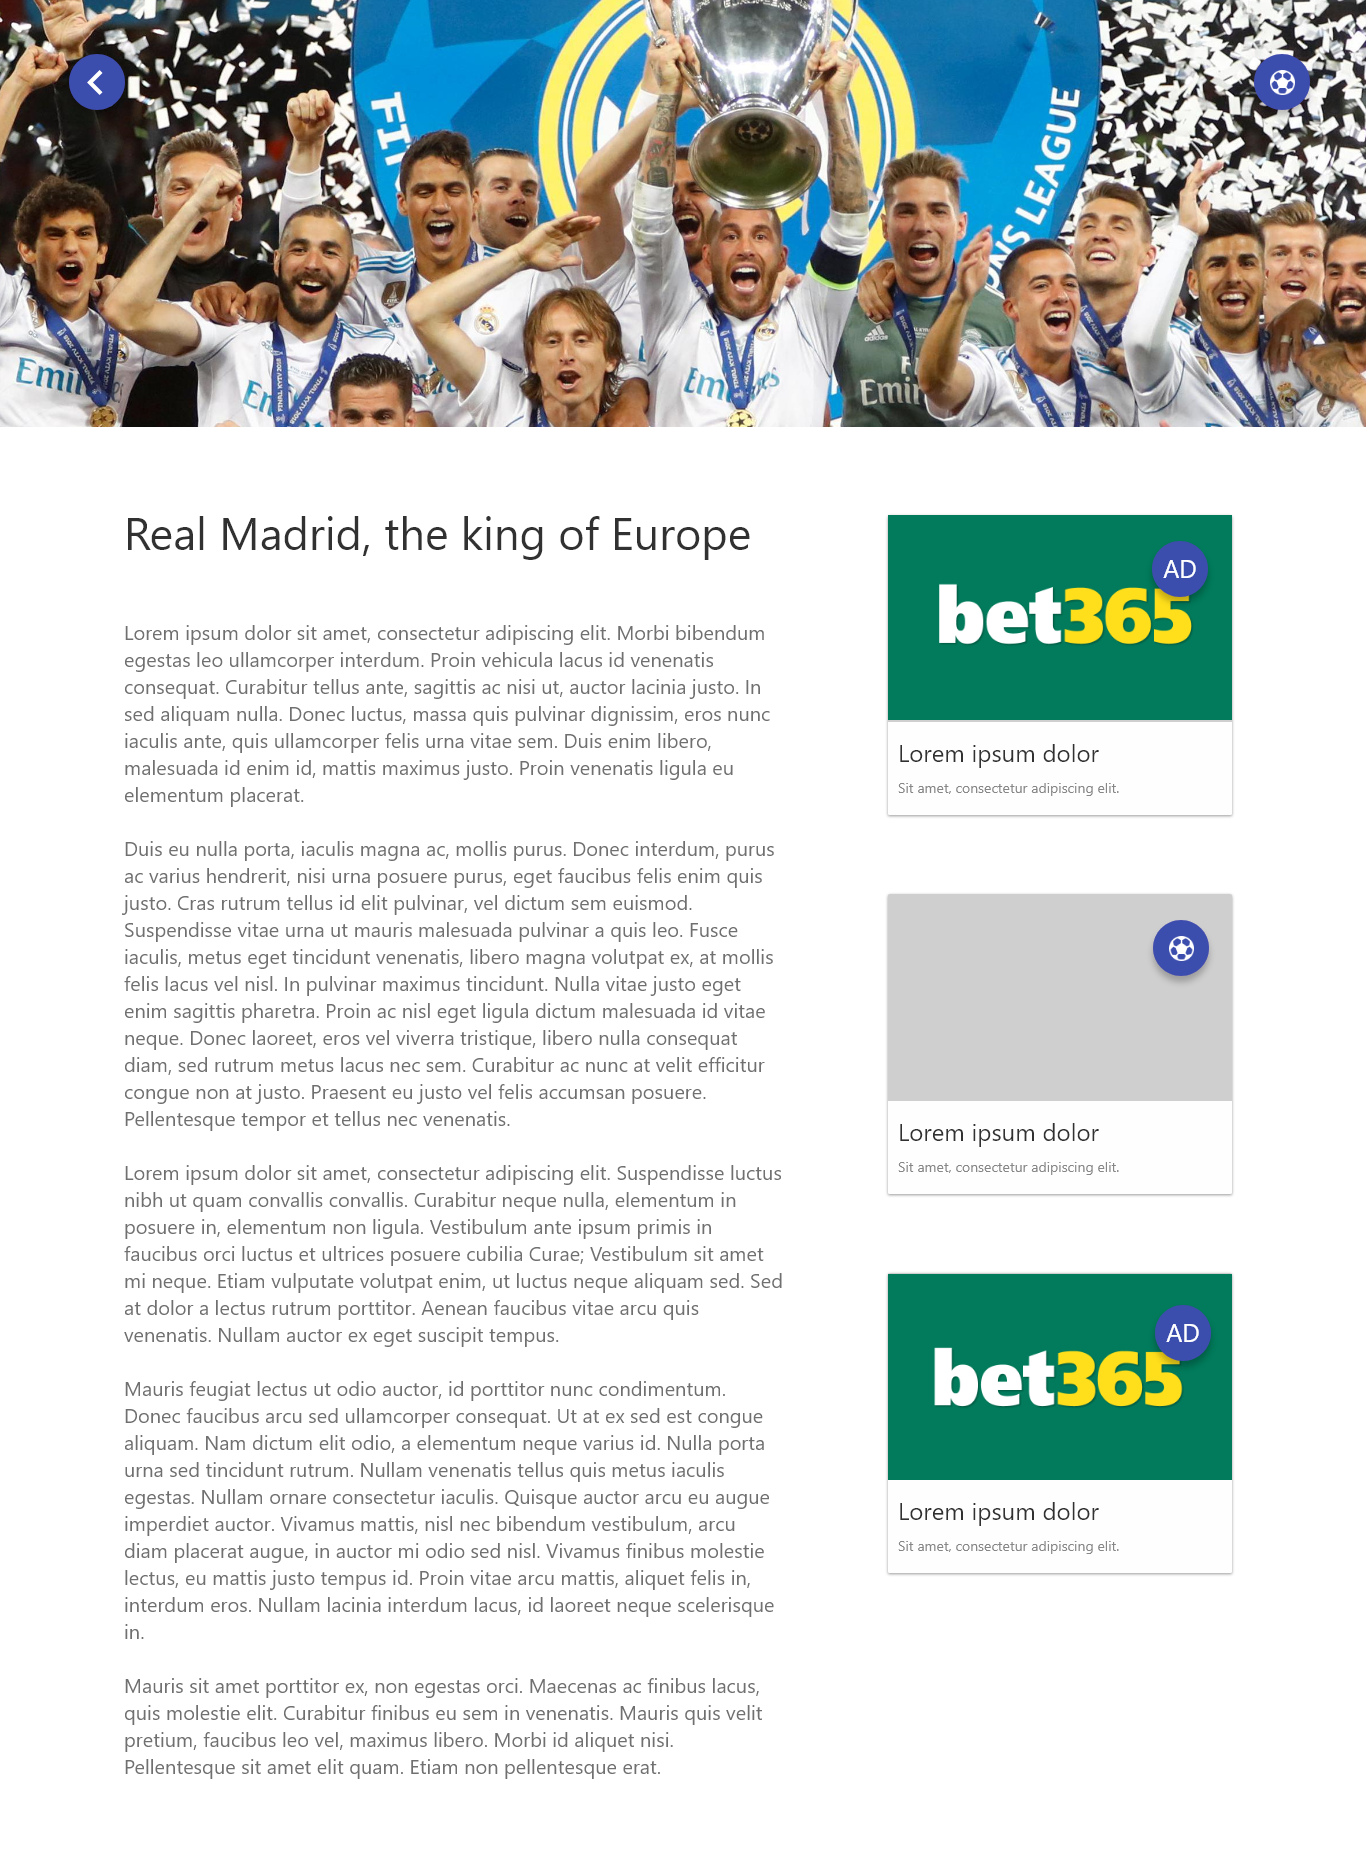 FI
ONS LEAGUE
Emir
Em
Emirates
Fl
Emir
adidas
Real Madrid, the king of Europe
Lorem ipsum dolor sit amet, consectetur adipiscing elit. Morbi bibendum
egestas leo ullamcorper interdum. Proin vehicula lacus id venenatis
consequat. Curabitur tellus ante, sagittis ac nisi ut, auctor lacinia justo. In
sed aliquam nulla. Donec luctus, massa quis pulvinar dignissim, eros nunc
iaculis ante, quis ullamcorper felis urna vitae sem. Duis enim libero,
malesuada id enim id, mattis maximus justo. Proin venenatis ligula eu
elementum placerat.
Duis eu nulla porta, iaculis magna ac, mollis purus. Donec interdum, purus
ac varius hendrerit, nisi urna posuere purus, eget faucibus felis enim quis
justo. Cras rutrum tellus id elit pulvinar, vel dictum sem euismod.
Suspendisse vitae urna ut mauris malesuada pulvinar a quis leo. Fusce
iaculis, metus eget tincidunt venenatis, libero magna volutpat ex, at mollis
felis lacus vel nisl. In pulvinar maximus tincidunt. Nulla vitae justo eget
enim sagittis pharetra. Proin ac nisl eget ligula dictum malesuada id vitae
neque. Donec laoreet, eros vel viverra tristique, libero nulla consequat
diam, sed rutrum metus lacus nec sem. Curabitur ac nunc at velit efficitur
congue non at justo. Praesent eu justo vel felis accumsan posuere.
Pellentesque tempor et tellus nec venenatis.
Lorem ipsum dolor sit amet, consectetur adipiscing elit. Suspendisse luctus
nibh ut quam convallis convallis. Curabitur neque nulla, elementum in
posuere in, elementum non ligula. Vestibulum ante ipsum primis in
faucibus orci luctus et ultrices posuere cubilia Curae; Vestibulum sit amet
mi neque. Etiam vulputate volutpat enim, ut luctus neque aliquam sed. Sed
at dolor a lectus rutrum porttitor. Aenean faucibus vitae arcu quis
venenatis. Nullam auctor ex eget suscipit tempus.
Mauris feugiat lectus ut odio auctor, id porttitor nunc condimentum.
Donec faucibus arcu sed ullamcorper consequat. Ut at ex sed est congue
aliquam. Nam dictum elit odio, a elementum neque varius id. Nulla porta
urna sed tincidunt rutrum. Nullam venenatis tellus quis metus iaculis
egestas. Nullam ornare consectetur iaculis. Quisque auctor arcu eu augue
imperdiet auctor. Vivamus mattis, nisl nec bibendum vestibulum, arcu
diam placerat augue, in auctor mi odio sed nisl. Vivamus finibus molestie
lectus, eu mattis justo tempus id. Proin vitae arcu mattis, aliquet felis in,
interdum eros. Nullam lacinia interdum lacus, id laoreet neque scelerisque
in.
Mauris sit amet porttitor ex, non egestas orci. Maecenas ac finibus lacus,
quis molestie elit. Curabitur finibus eu sem in venenatis. Mauris quis velit
pretium, faucibus leo vel, maximus libero. Morbi id aliquet nisi.
Pellentesque sit amet elit quam. Etiam non pellentesque erat.
AD
bet365
Lorem ipsum dolor
Sit amet, consectetur adipiscing elit.
Lorem ipsum dolor
Sit amet, consectetur adipiscing elit.
AD
bet365
Lorem ipsum dolor
Sit amet, consectetur adipiscing elit.